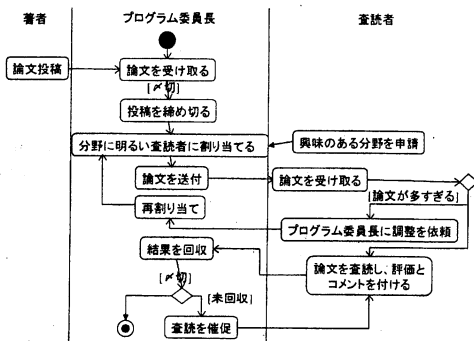 著者
プログラム委員長
査読者
論文投稿
論文を受け取る
[〆切]
投稿を締め切る
分野に明るい査読者に割り当てる
興味のある分野を申請
論文を送付
論文を受け取る
[論文が多すぎる]
再割り当て
プログラム委員長に調整を依頼
結果を回収
論文を査読し、評価と
コメントを付ける
[〆切]
[未回収]
査読を催促